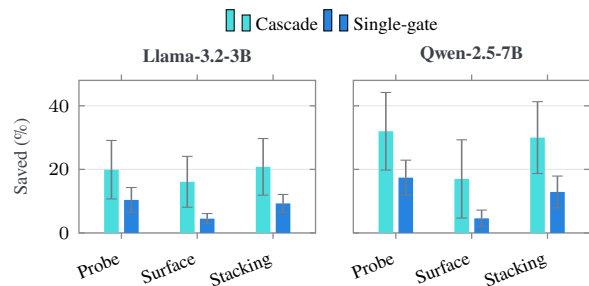 Cascade Single-gate
Llama-3.2-3B
Qwen-2.5-7B
Saved (%)
40
20
0
Probe
Surface
Stacking
Probe
Surface
Stacking